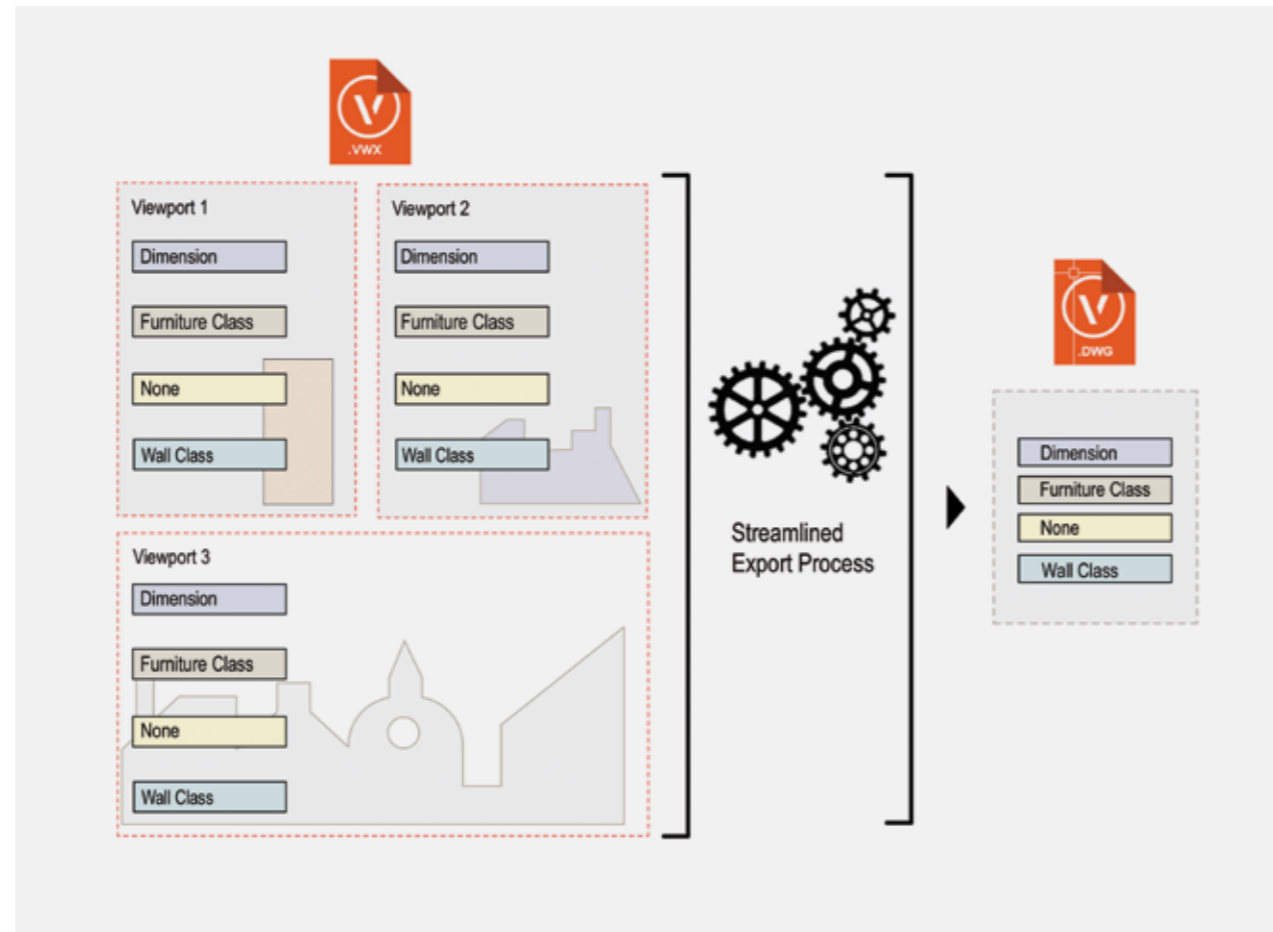 .VWX
Viewport 1
Dimension
Furniture Class
None
Wall Class
Viewport 2
Dimension
Furniture Class
None
Wall Class
Viewport 3
Dimension
Furniture Class
None
Wall Class
Streamlined
Export Process
.DWG
Dimension
Furniture Class
None
Wall Class